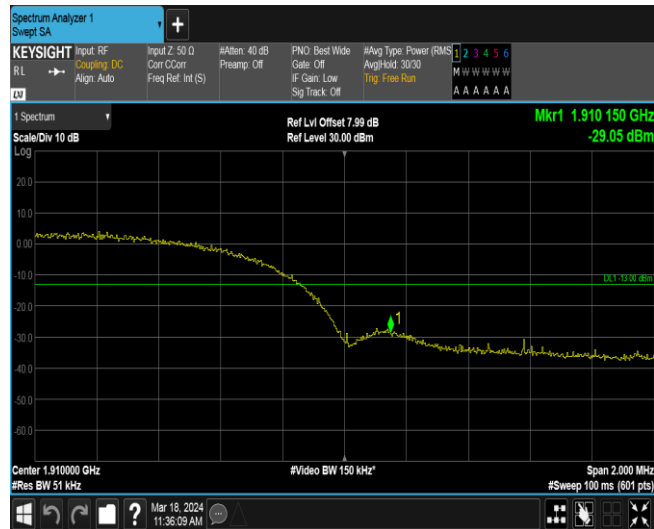 Spectrum Analyzer 1
Swept SA
+
KEYSIGHT Input: RF Input Z: 50 Ω #Atten: 40 dB PNO: Best Wide #Avg Type: Power (RMS 1 2 3 4 5 6
RL Coupling: DC Corr CCorr Preamp: Off Gate: Off Avg|Hold: 30/30 M W W W W W
Align: Auto Freq Ref: Int (S) IF Gain: Low Trig: Free Run
Sig Track: Off A A A A A A
LXI
1 Spectrum Ref Lvl Offset 7.99 dB Mkr1 1.910 150 GHz
Scale/Div 10 dB Ref Level 30.00 dBm -29.05 dBm
Log
20.0
10.0
0.00
-10.0
DL1 -13.00 dBm
-20.0
1
-30.0
-40.0
-50.0
-60.0
Center 1.910000 GHz #Video BW 150 kHz* Span 2.000 MHz
#Res BW 51 kHz #Sweep 100 ms (601 pts)
? Mar 18, 2024
11:36:09 AM